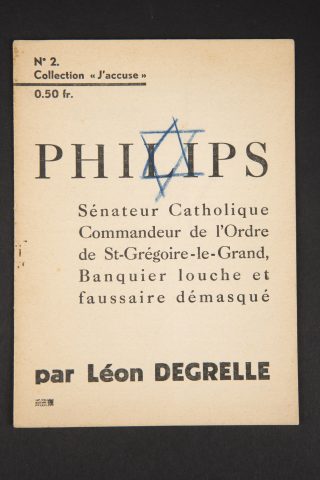 N° 2.
Collection « J'accuse »
0.50 fr.
PHILIPS
Sénateur Catholique
Commandeur de l'Ordre
de St-Grégoire-le-Grand,
Banquier louche et
faussaire démasqué
par Léon DEGRELLE